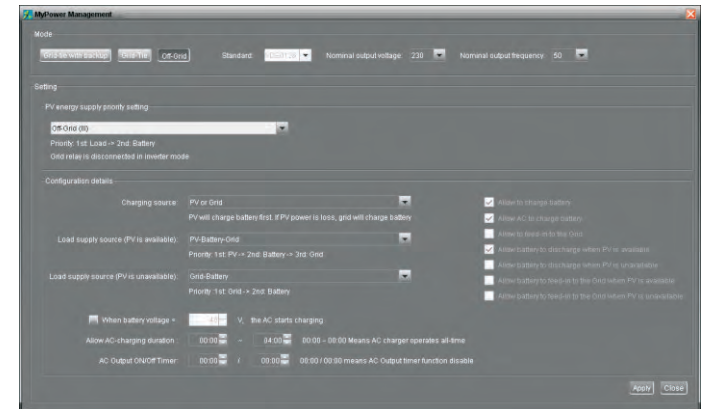 MyPower Management
Mode
Grid-tie with backup Grid-Tie Off-Grid Standard: Nominal output voltage: 230 Nominal output frequency: 50
Setting
PV energy supply priority setting
Off-Grid (III)
Priority: 1st: Load -> 2nd: Battery
Grid relay is disconnected in inverter mode
Configuration details
Charging source: PV or Grid
PV will charge battery first. If PV power is loss, grid will charge battery
Load supply source (PV is available): PV-Battery-Grid
Priority: 1st: PV -> 2nd: Battery -> 3rd: Grid
Load supply source (PV is unavailable): Grid-Battery
Priority: 1st: Grid -> 2nd: Battery
When battery voltage < V, the AC starts charging
Allow AC-charging duration : 00:00 ~ 04:00 00:00 ~ 00:00 Means AC charger operates all-time
AC Output ON/Off Timer: 00:00 / 00:00 00:00 / 00:00 means AC Output timer function disable
Allow to charge battery
Allow AC to charge battery
Allow to feed-in to the Grid
Allow battery to discharge when PV is available
Allow battery to discharge when PV is unavailable
Allow battery to feed-in to the Grid when PV is available
Allow battery to feed-in to the Grid when PV is unavailable
Apply Close